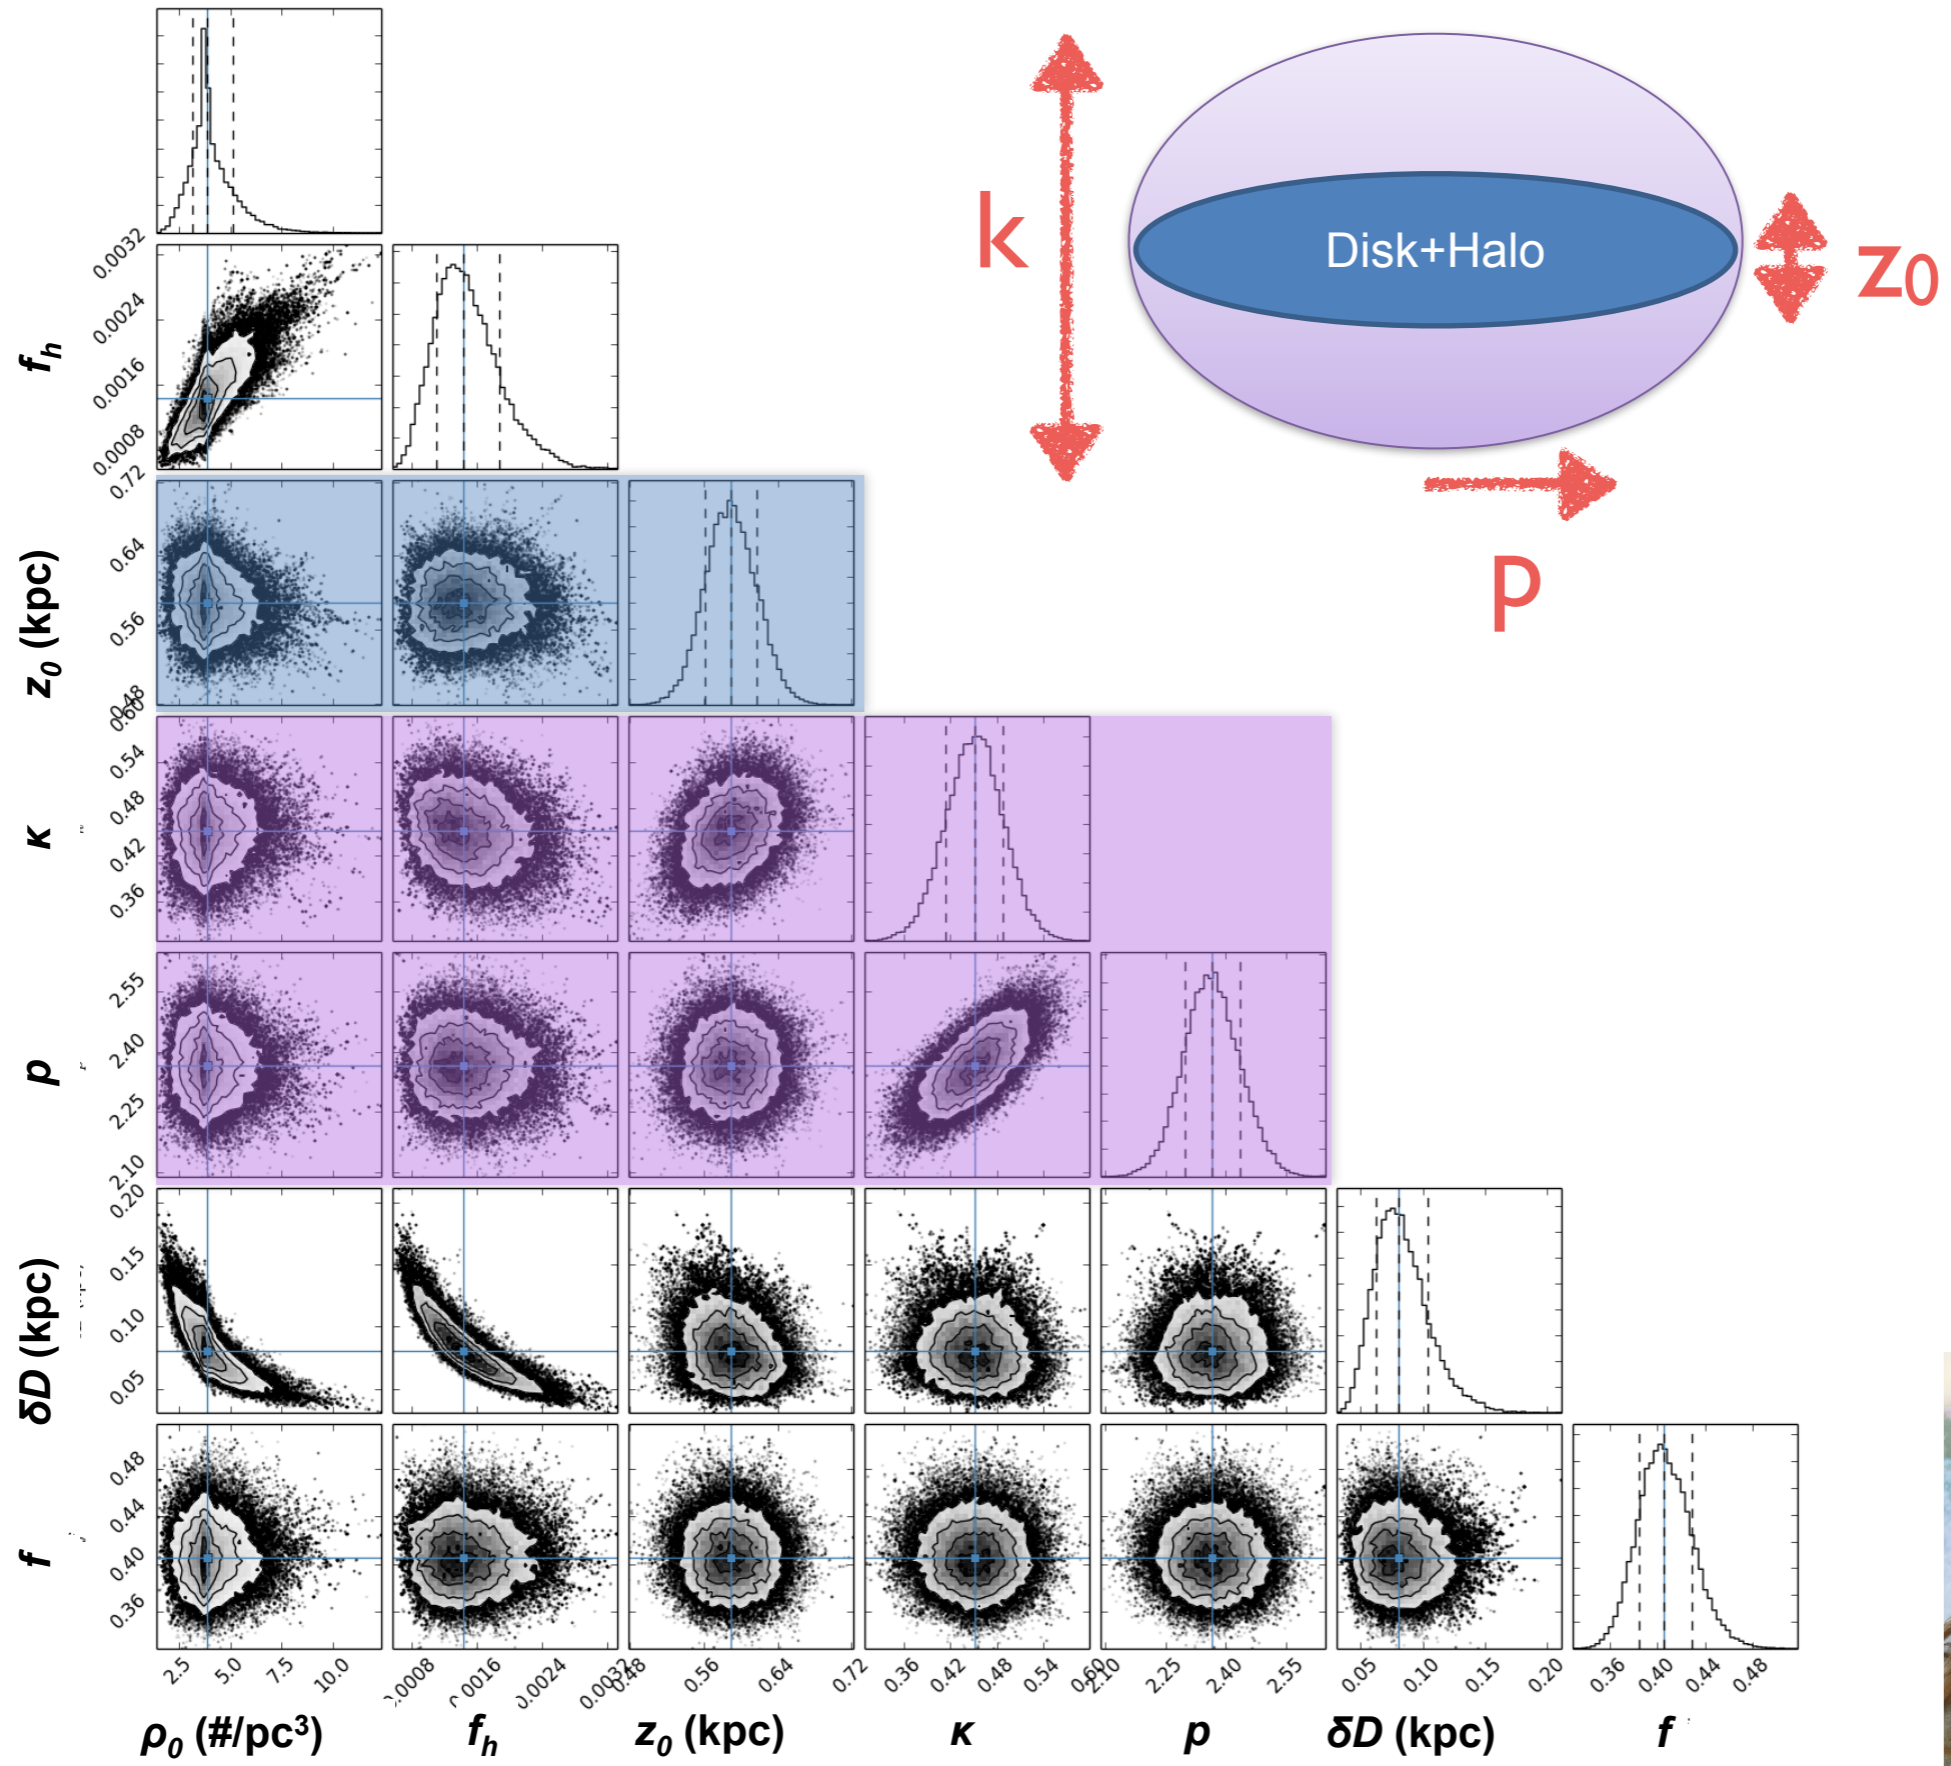 k
Disk+Halo
z0
p
f_h
0.0032
0.0024
0.00016
0.0008
z_0 (kpc)
0.72
0.64
0.56
0.48
κ
0.60
0.54
0.48
0.42
0.36
p
2.55
2.40
2.25
2.10
δD (kpc)
0.20
0.15
0.10
0.05
f
0.48
0.44
0.40
0.36
2.5 5.0 7.5 10.0
0.0016 0.0024 0.0032
0.48 0.56 0.64 0.72
0.36 0.42 0.48 0.54 0.60
2.10 2.25 2.40 2.55
0.05 0.10 0.15 0.20
0.36 0.40 0.44 0.48
ρ_0 (#/pc³) f_h z_0 (kpc) κ p δD (kpc) f